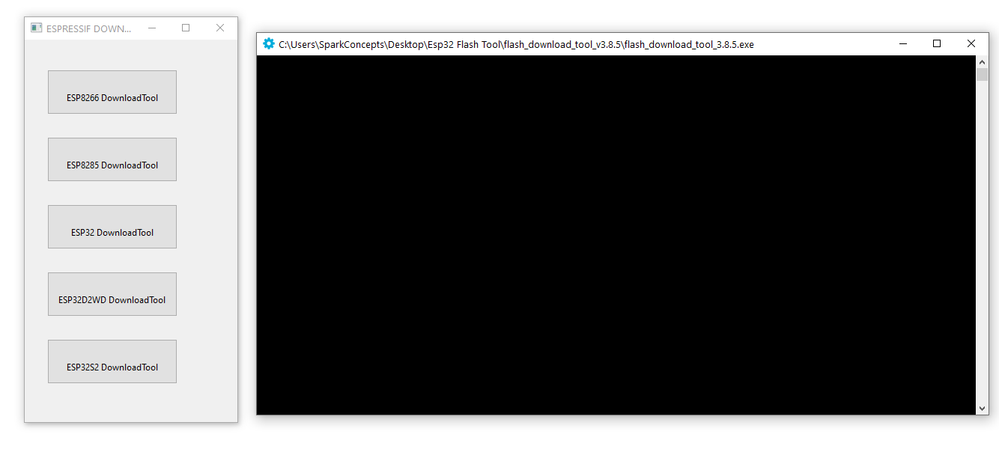 ESPRESSIF DOWN...
ESP8266 DownloadTool
ESP8285 DownloadTool
ESP32 DownloadTool
ESP32D2WD DownloadTool
ESP32S2 DownloadTool
C:\Users\SparkConcepts\Desktop\Esp32 Flash Tool\flash_download_tool_v3.8.5\flash_download_tool_3.8.5.exe